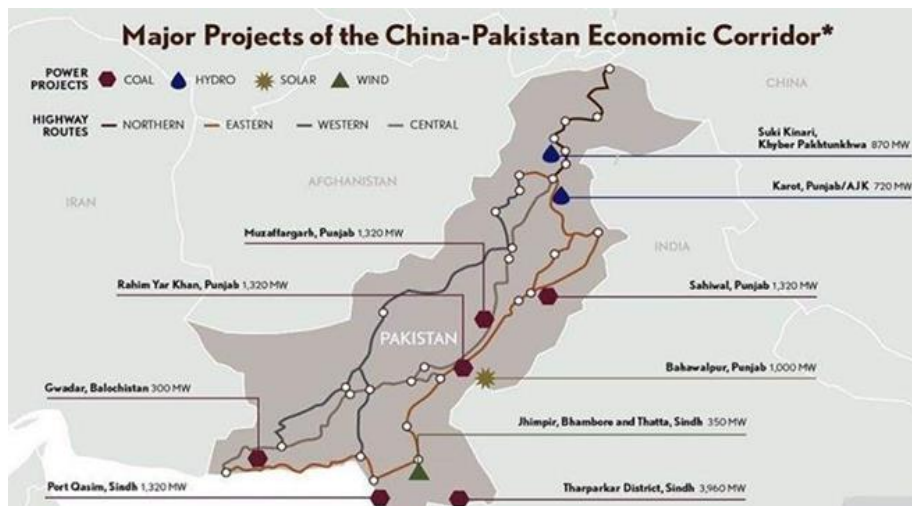 Major Projects of the China-Pakistan Economic Corridor*
POWER
PROJECTS
COAL HYDRO SOLAR WIND
HIGHWAY
ROUTES
NORTHERN EASTERN WESTERN CENTRAL
CHINA
Suki Kinari,
Khyber Pakhtunkhwa 870 MW
AFGHANISTAN
Karot, Punjab/AJK 720 MW
IRAN
Muzaffargarh, Punjab 1,320 MW
INDIA
Rahim Yar Khan, Punjab 1,320 MW
Sahiwal, Punjab 1,320 MW
PAKISTAN
Bahawalpur, Punjab 1,000 MW
Gwadar, Balochistan 300 MW
Jhimpir, Bhambore and Thatta, Sindh 350 MW
Port Qasim, Sindh 1,320 MW
Tharparkar District, Sindh 3,960 MW